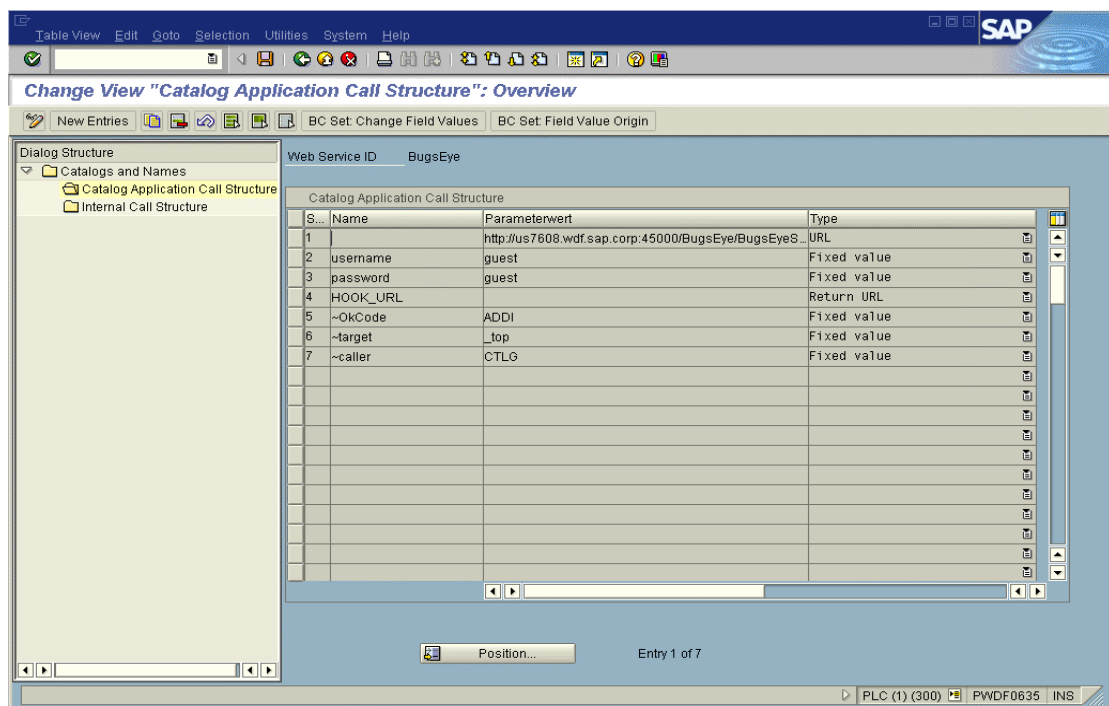 Table View Edit Goto Selection Utilities System Help
SAP
Change View "Catalog Application Call Structure": Overview
New Entries BC Set: Change Field Values BC Set: Field Value Origin
Dialog Structure
Catalogs and Names
Catalog Application Call Structure
Internal Call Structure
Web Service ID BugsEye
Catalog Application Call Structure
S... Name Parameterwert Type
1 http://us7608.wdf.sap.corp:45000/BugsEye/BugsEyeS... URL
2 username guest Fixed value
3 password guest Fixed value
4 HOOK_URL Return URL
5 ~OkCode ADDI Fixed value
6 ~target _top Fixed value
7 ~caller CTLG Fixed value
Position... Entry 1 of 7
PLC (1) (300) PWDF0635 INS